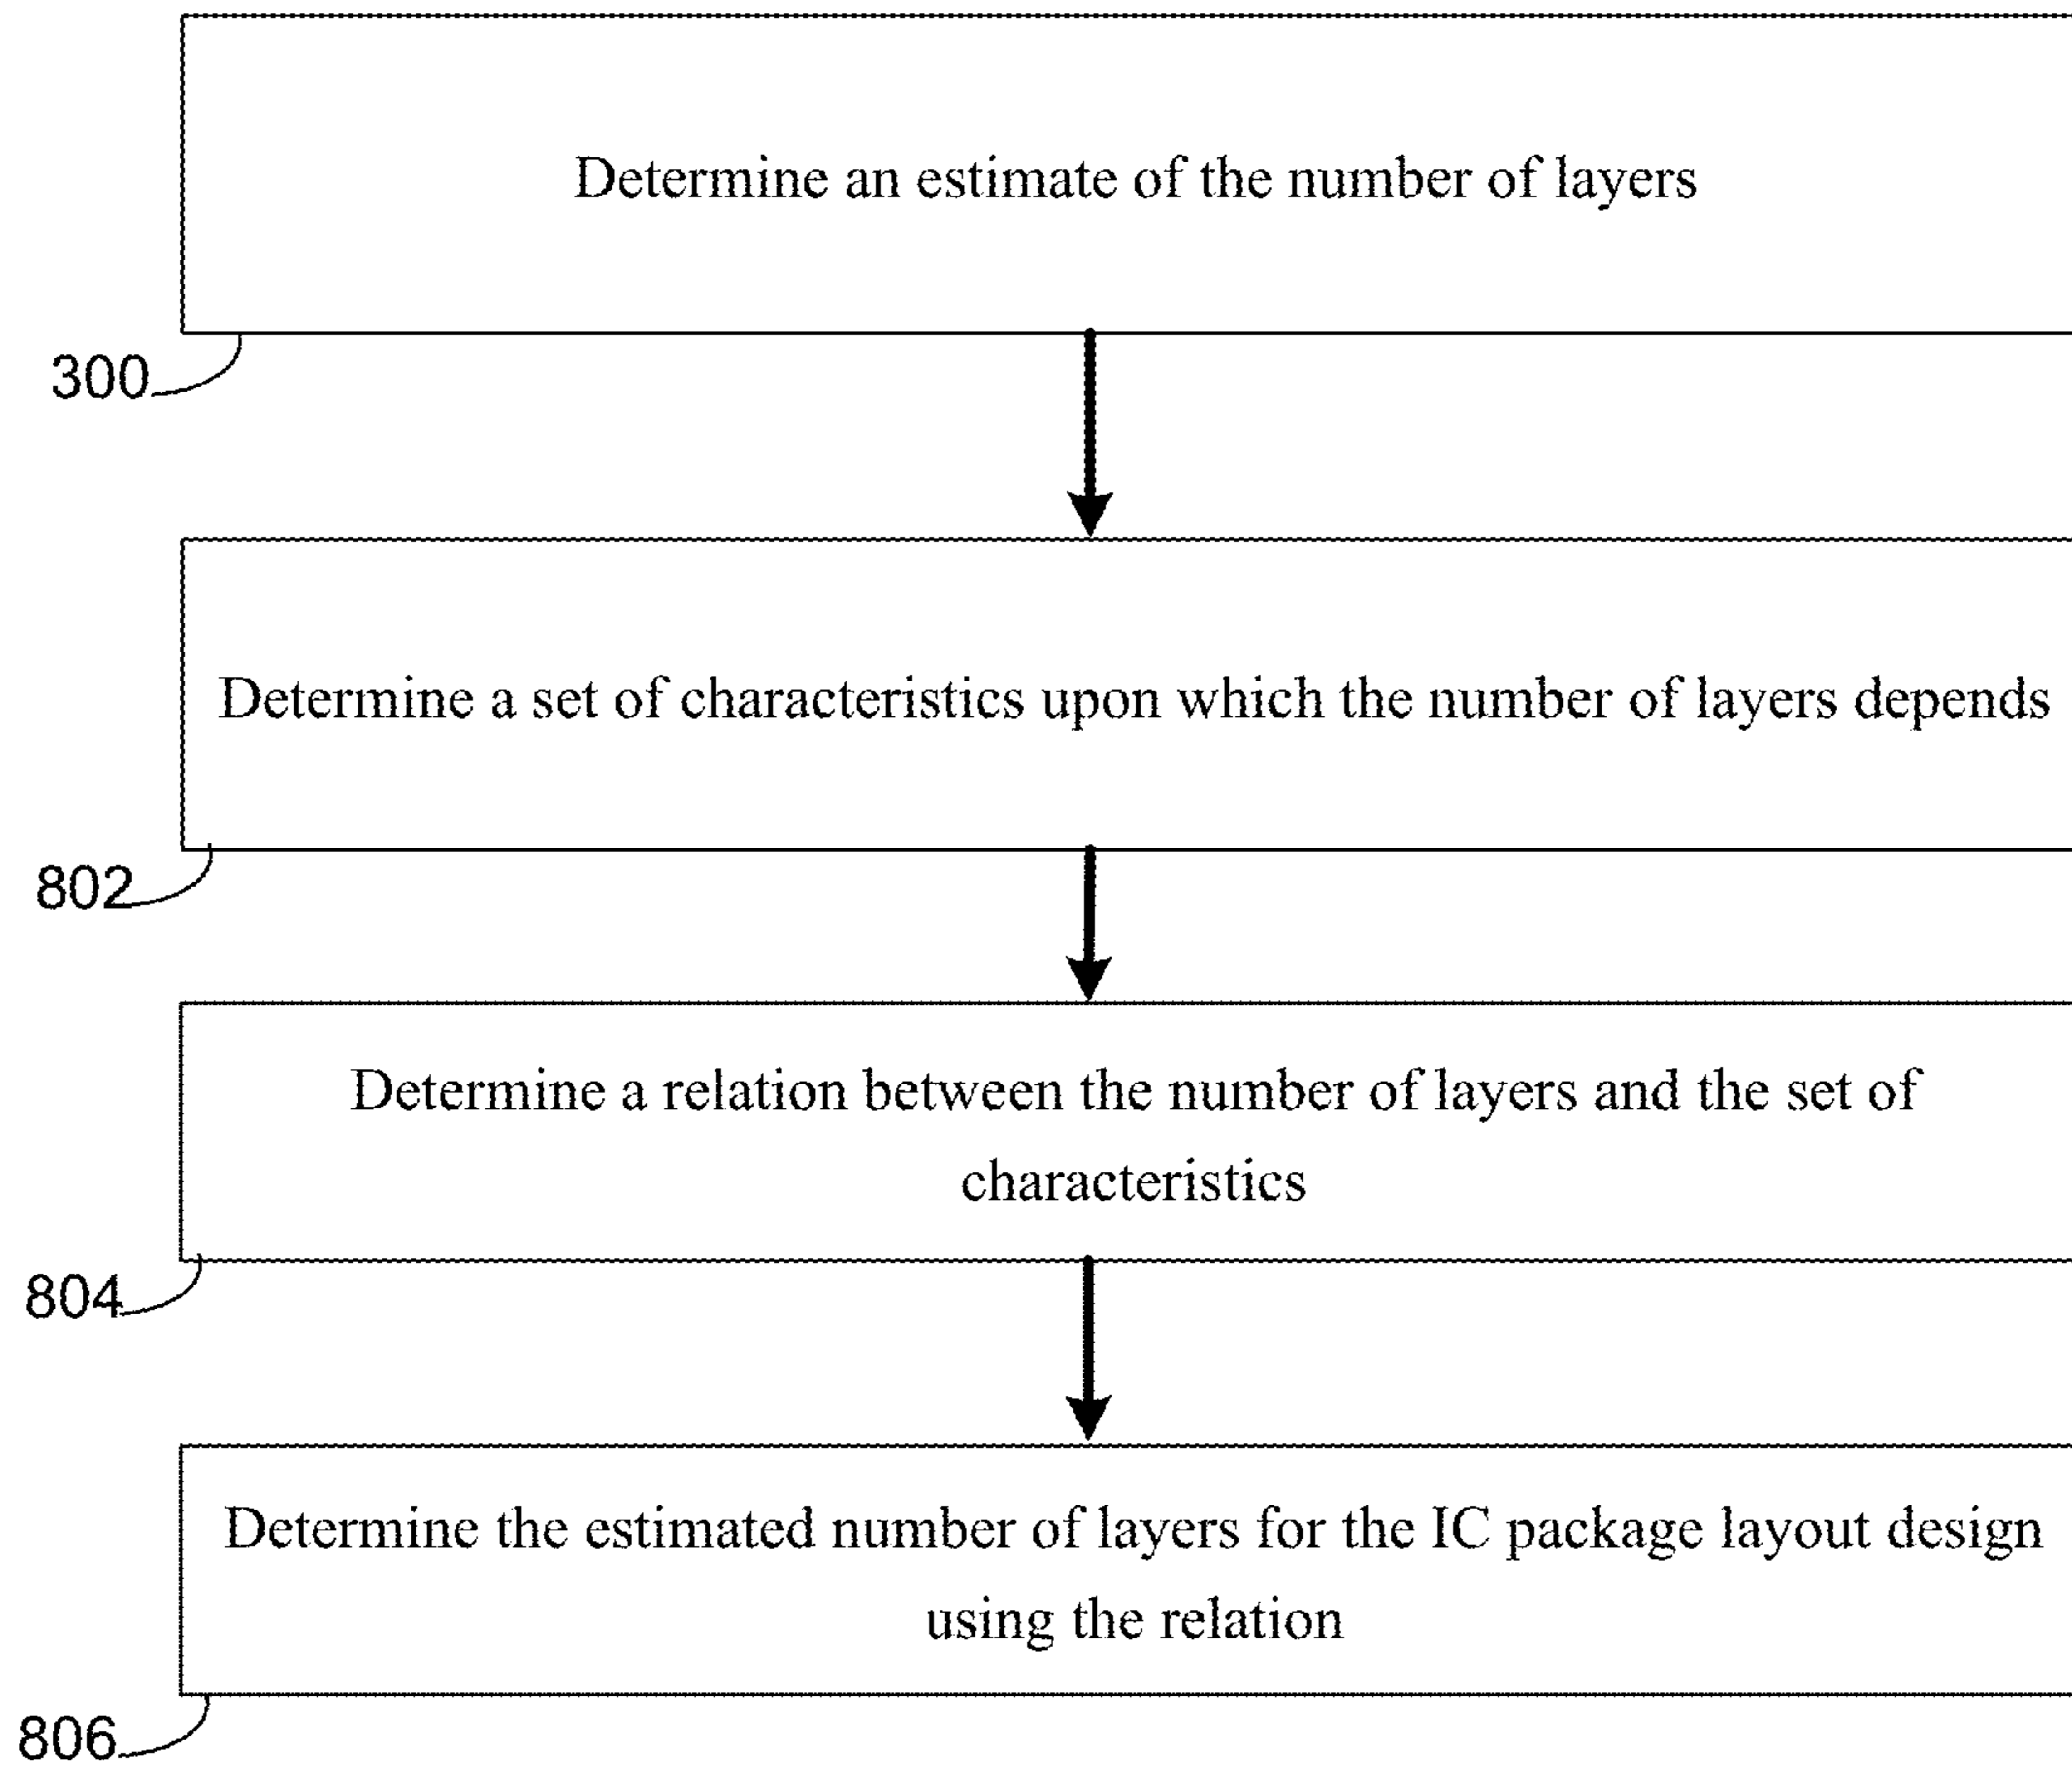 Determine an estimate of the number of layers
300
Determine a set of characteristics upon which the number of layers depends
802
Determine a relation between the number of layers and the set of
characteristics
804
Determine the estimated number of layers for the IC package layout design
using the relation
806